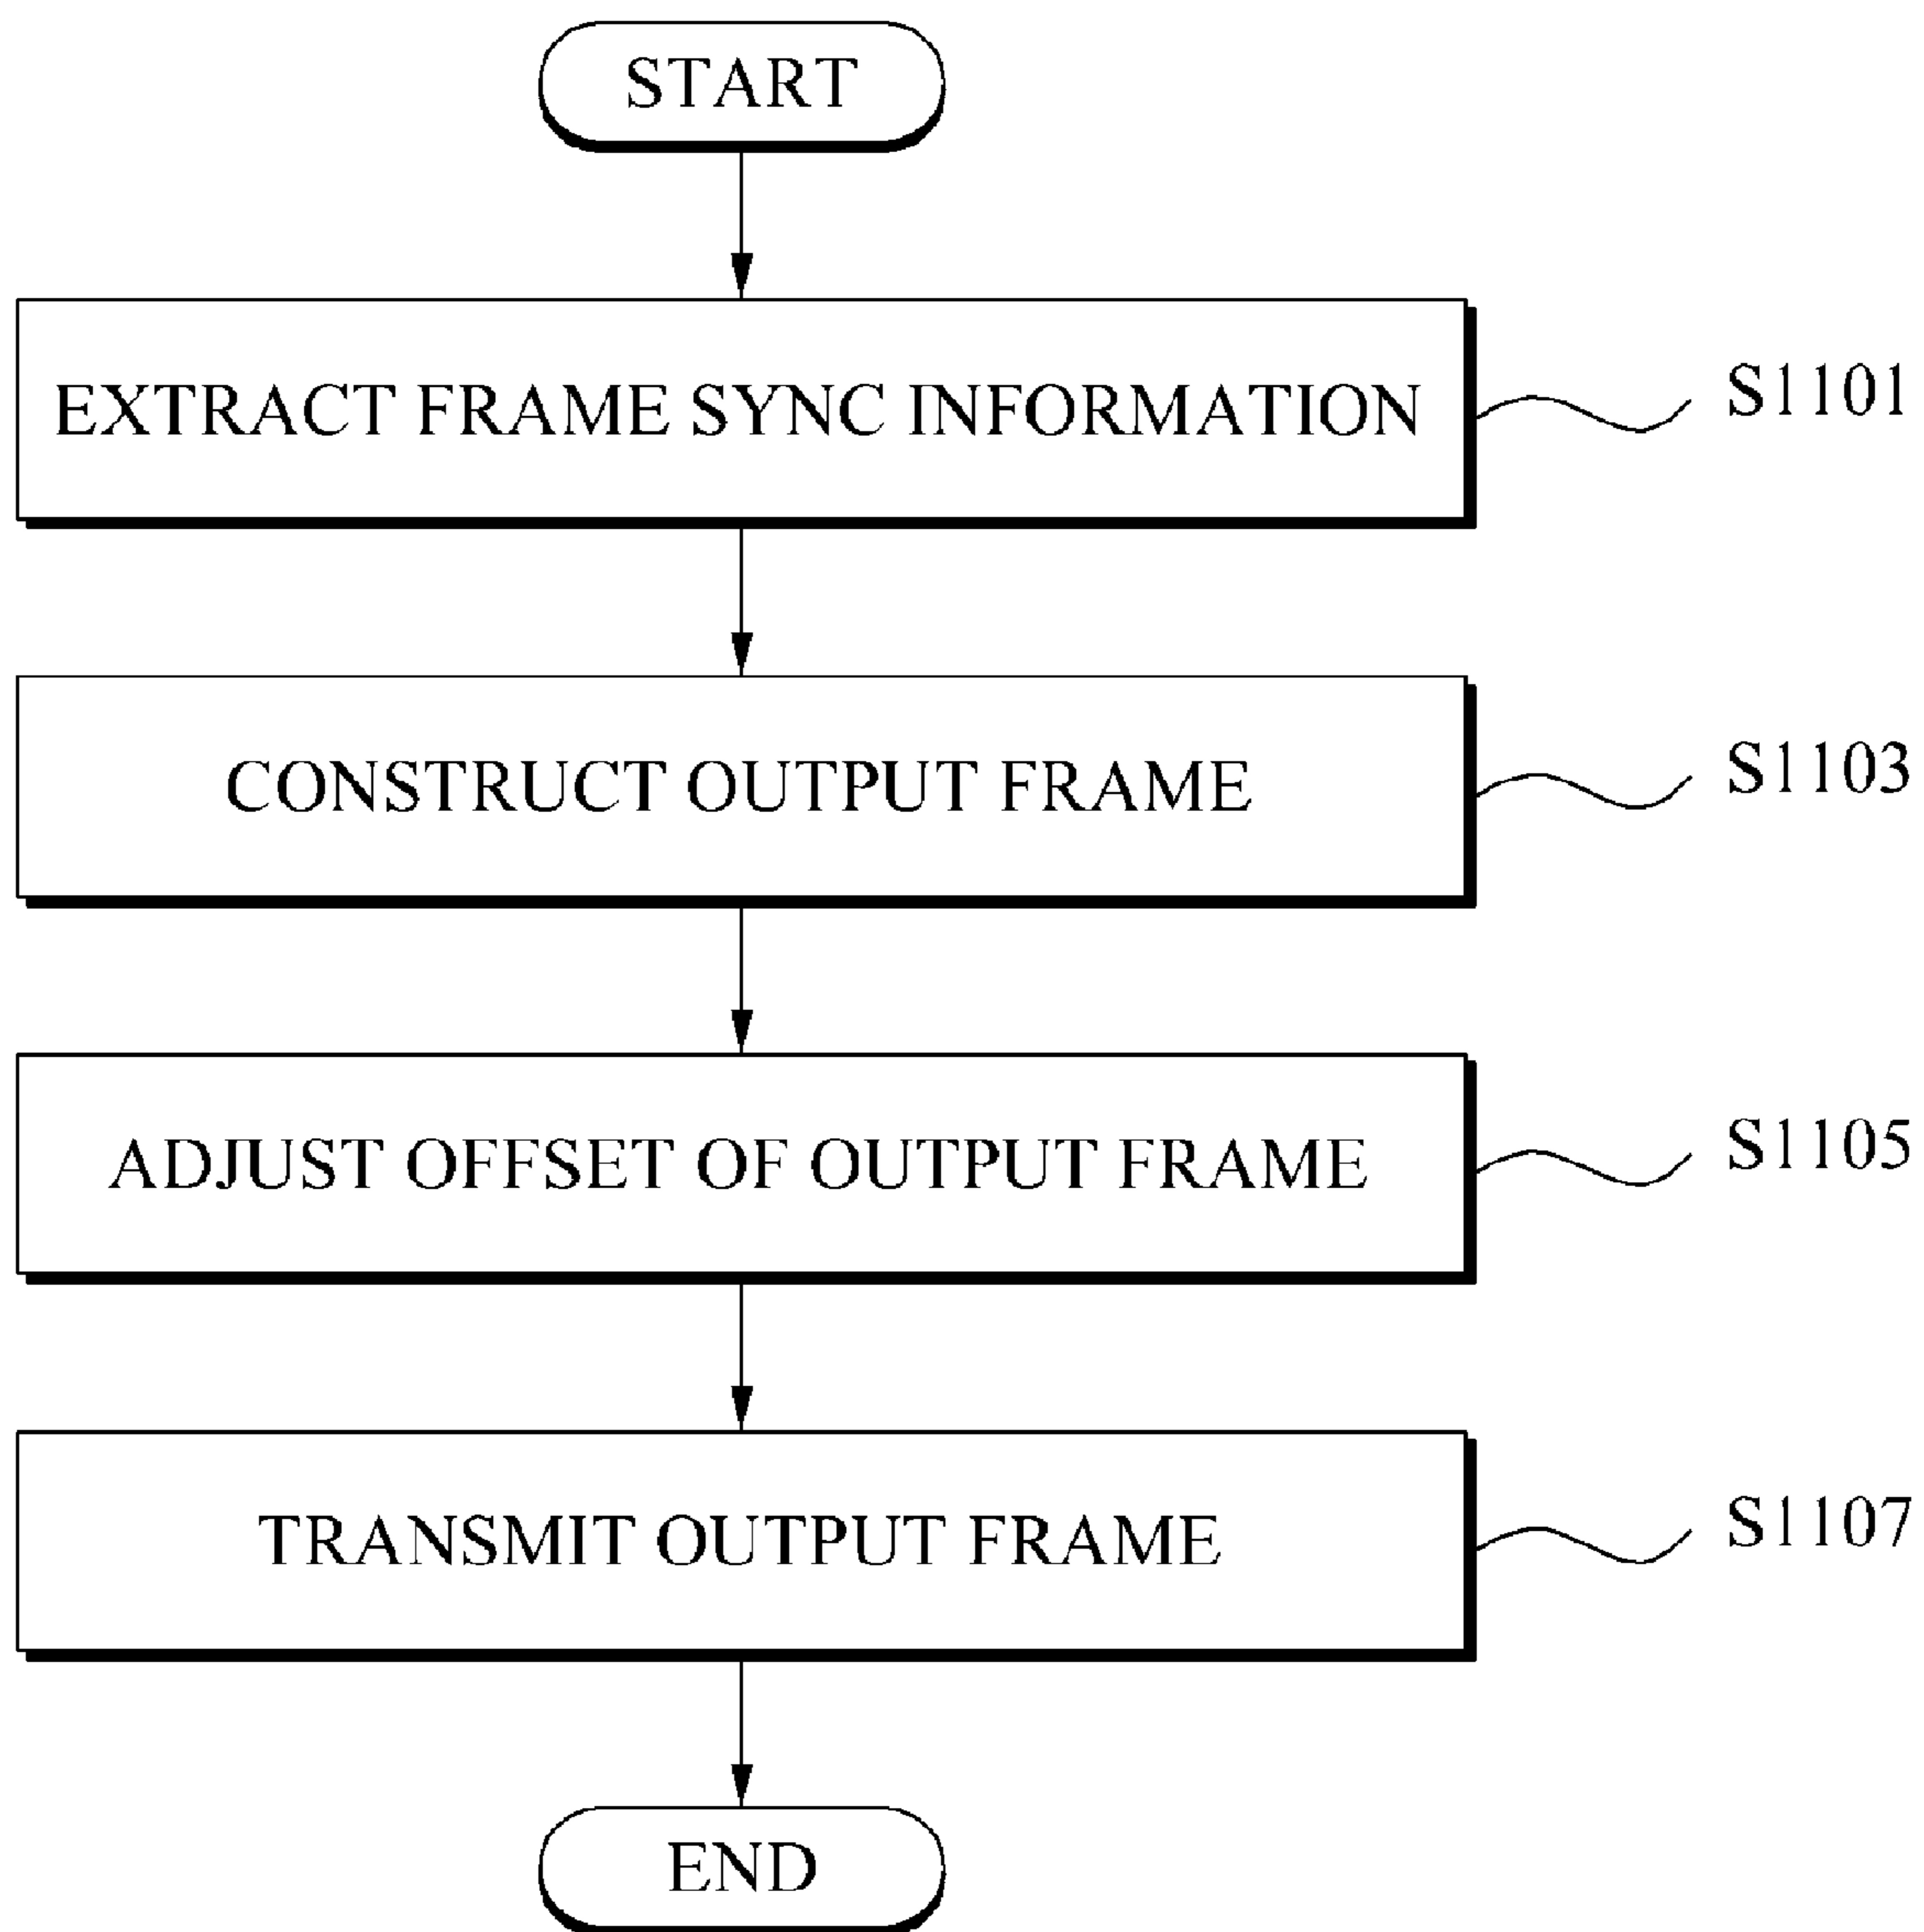 START
EXTRACT FRAME SYNC INFORMATION
S1101
CONSTRUCT OUTPUT FRAME
S1103
ADJUST OFFSET OF OUTPUT FRAME
S1105
TRANSMIT OUTPUT FRAME
S1107
END